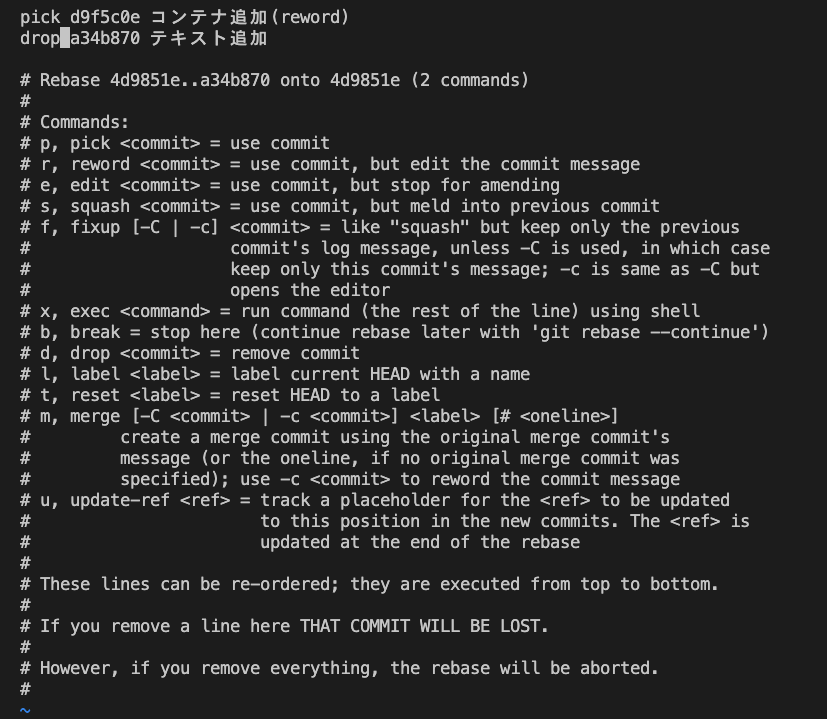 pick d9f5c0e コンテナ追加(reword)
drop a34b870 テキスト追加
# Rebase 4d9851e..a34b870 onto 4d9851e (2 commands)
#
# Commands:
# p, pick <commit> = use commit
# r, reword <commit> = use commit, but edit the commit message
# e, edit <commit> = use commit, but stop for amending
# s, squash <commit> = use commit, but meld into previous commit
# f, fixup [-C | -c] <commit> = like "squash" but keep only the previous
#                    commit's log message, unless -C is used, in which case
#                    keep only this commit's message; -c is same as -C but
#                    opens the editor
# x, exec <command> = run command (the rest of the line) using shell
# b, break = stop here (continue rebase later with 'git rebase --continue')
# d, drop <commit> = remove commit
# l, label <label> = label current HEAD with a name
# t, reset <label> = reset HEAD to a label
# m, merge [-C <commit> | -c <commit>] <label> [# <oneline>]
#         create a merge commit using the original merge commit's
#         message (or the oneline, if no original merge commit was
#         specified); use -c <commit> to reword the commit message
# u, update-ref <ref> = track a placeholder for the <ref> to be updated
#                       to this position in the new commits. The <ref> is
#                       updated at the end of the rebase
#
# These lines can be re-ordered; they are executed from top to bottom.
#
# If you remove a line here THAT COMMIT WILL BE LOST.
#
# However, if you remove everything, the rebase will be aborted.
#
~